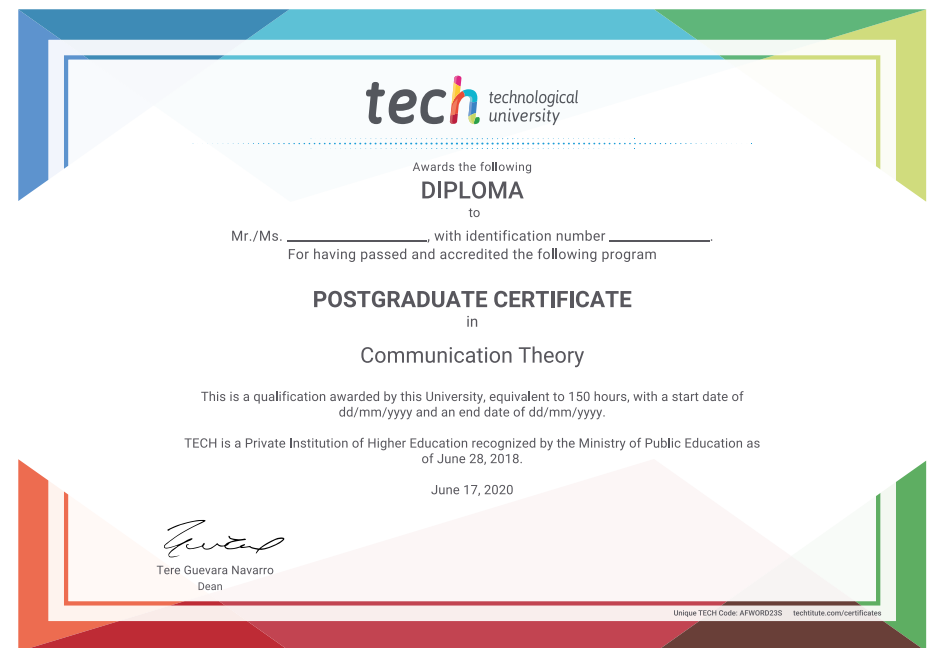 tech technological
university
Awards the following
DIPLOMA
to
Mr./Ms. ____________________, with identification number ______________.
For having passed and accredited the following program
POSTGRADUATE CERTIFICATE
in
Communication Theory
This is a qualification awarded by this University, equivalent to 150 hours, with a start date of
dd/mm/yyyy and an end date of dd/mm/yyyy.
TECH is a Private Institution of Higher Education recognized by the Ministry of Public Education as
of June 28, 2018.
June 17, 2020
Tere Guevara Navarro
Dean
Unique TECH Code: AFWORD23S techtitute.com/certificates